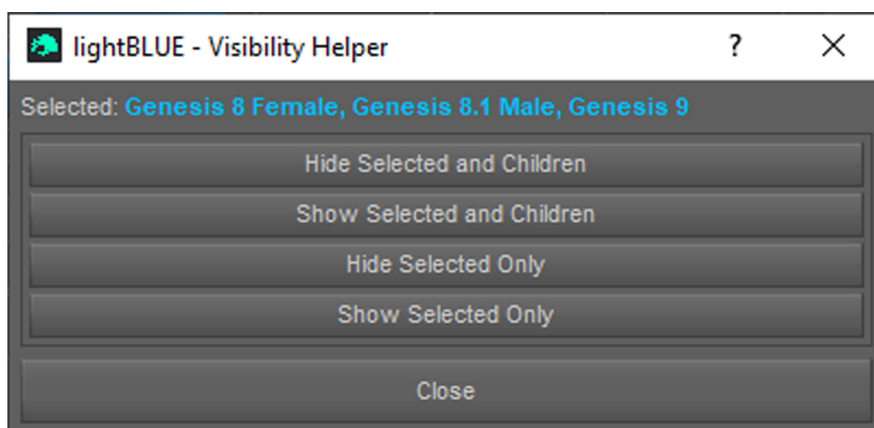 lightBLUE - Visibility Helper ?
Selected: Genesis 8 Female, Genesis 8.1 Male, Genesis 9
Hide Selected and Children
Show Selected and Children
Hide Selected Only
Show Selected Only
Close